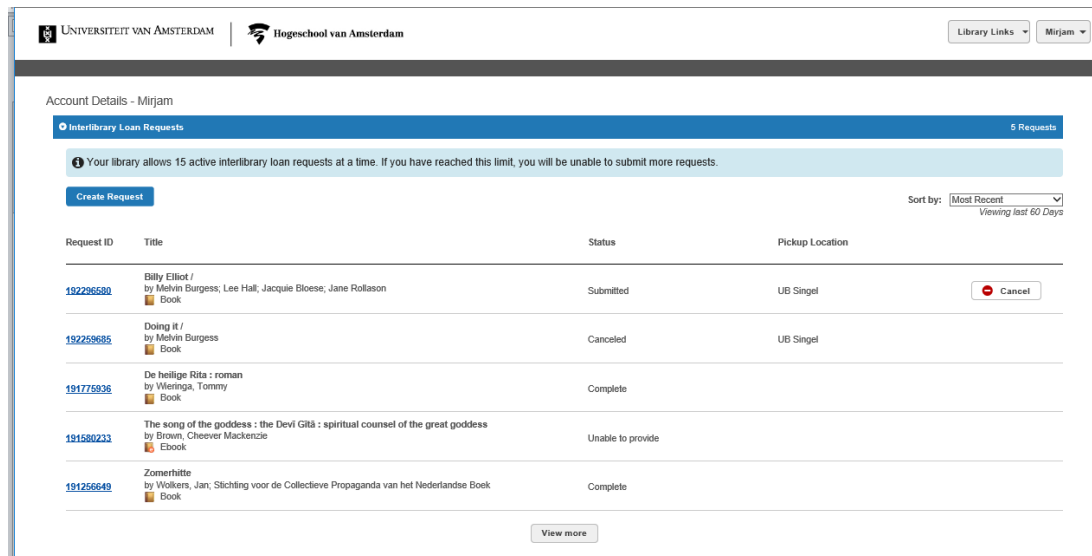 UNIVERSITEIT VAN AMSTERDAM
Hogeschool van Amsterdam
Library Links
Mirjam
Account Details - Mirjam
Interlibrary Loan Requests
5 Requests
Your library allows 15 active interlibrary loan requests at a time. If you have reached this limit, you will be unable to submit more requests.
Create Request
Sort by: Most Recent
Viewing last 60 Days
Request ID Title Status Pickup Location
Billy Elliot /
192296580 by Melvin Burgess; Lee Hall; Jacquie Bloese; Jane Rollason Submitted UB Singel Cancel
Book
Doing it /
192259685 by Melvin Burgess Canceled UB Singel
Book
De heilige Rita : roman
191775936 by Wieringa, Tommy Complete
Book
The song of the goddess : the Devī Gītā : spiritual counsel of the great goddess
191580233 by Brown, Cheever Mackenzie Unable to provide
Ebook
Zomerhitte
191256649 by Wolkers, Jan; Stichting voor de Collectieve Propaganda van het Nederlandse Boek Complete
Book
View more